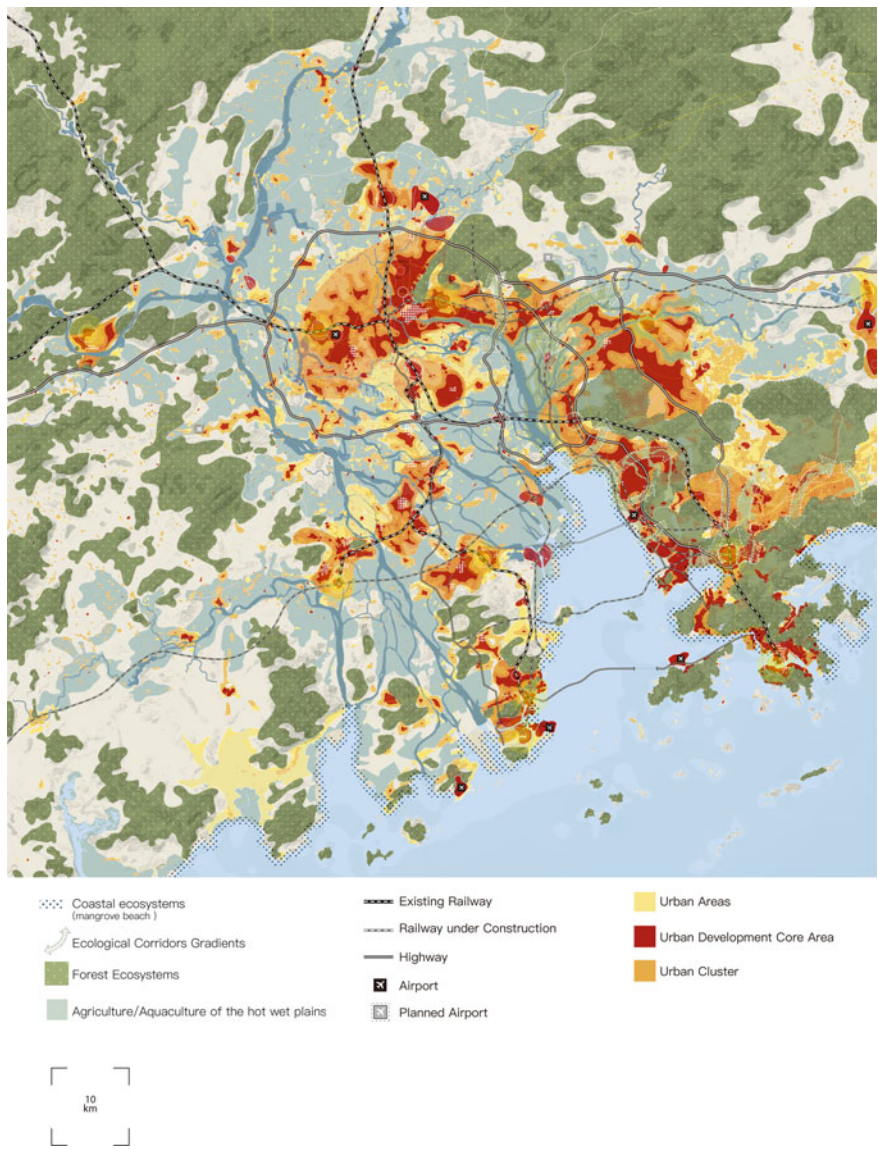 Coastal ecosystems
(mangrove beach )
Ecological Corridors Gradients
Forest Ecosystems
Agriculture/Aquaculture of the hot wet plains
Existing Railway
Railway under Construction
Highway
Airport
Planned Airport
Urban Areas
Urban Development Core Area
Urban Cluster
10
km